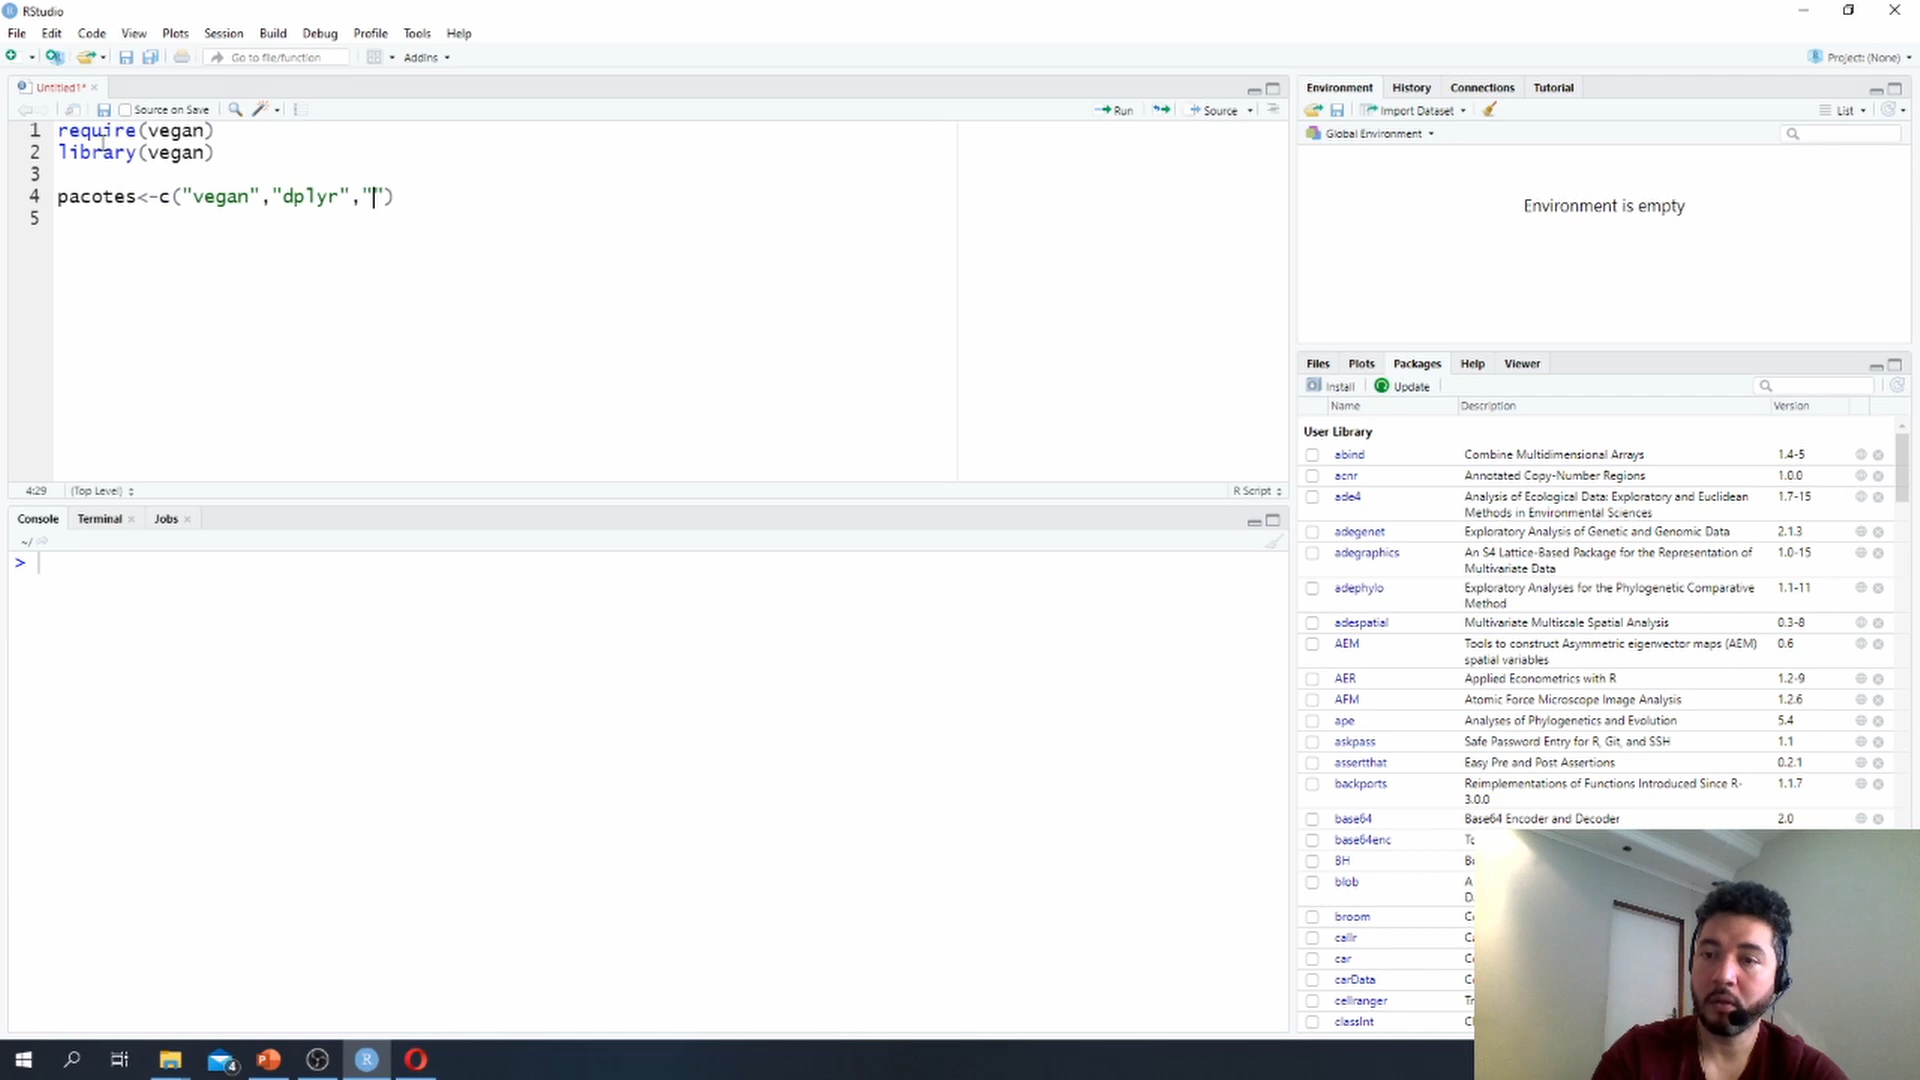 RStudio
File Edit Code View Plots Session Build Debug Profile Tools Help
Go to file/function Addins Project: (None)
Untitled1*
Source on Save Run Source
1 require(vegan)
2 library(vegan)
3
4 pacotes<-c("vegan","dplyr","")
5
4:29 (Top Level) R Script
Console Terminal Jobs
~/
>
Environment History Connections Tutorial
Import Dataset List
Global Environment
Environment is empty
Files Plots Packages Help Viewer
Install Update
Name Description Version
User Library
abind Combine Multidimensional Arrays 1.4-5
acnr Annotated Copy-Number Regions 1.0.0
ade4 Analysis of Ecological Data: Exploratory and Euclidean 1.7-15
Methods in Environmental Sciences
adegenet Exploratory Analysis of Genetic and Genomic Data 2.1.3
adegraphics An S4 Lattice-Based Package for the Representation of 1.0-15
Multivariate Data
adephylo Exploratory Analyses for the Phylogenetic Comparative 1.1-11
Method
adespatial Multivariate Multiscale Spatial Analysis 0.3-8
AEM Tools to construct Asymmetric eigenvector maps (AEM) 0.6
spatial variables
AER Applied Econometrics with R 1.2-9
AFM Atomic Force Microscope Image Analysis 1.2.6
ape Analyses of Phylogenetics and Evolution 5.4
askpass Safe Password Entry for R, Git, and SSH 1.1
assertthat Easy Pre and Post Assertions 0.2.1
backports Reimplementations of Functions Introduced Since R- 1.1.7
3.0.0
base64 Base64 Encoder and Decoder 2.0
base64enc
BH
blob A
broom
callr
car
carData
cellranger
classInt
4